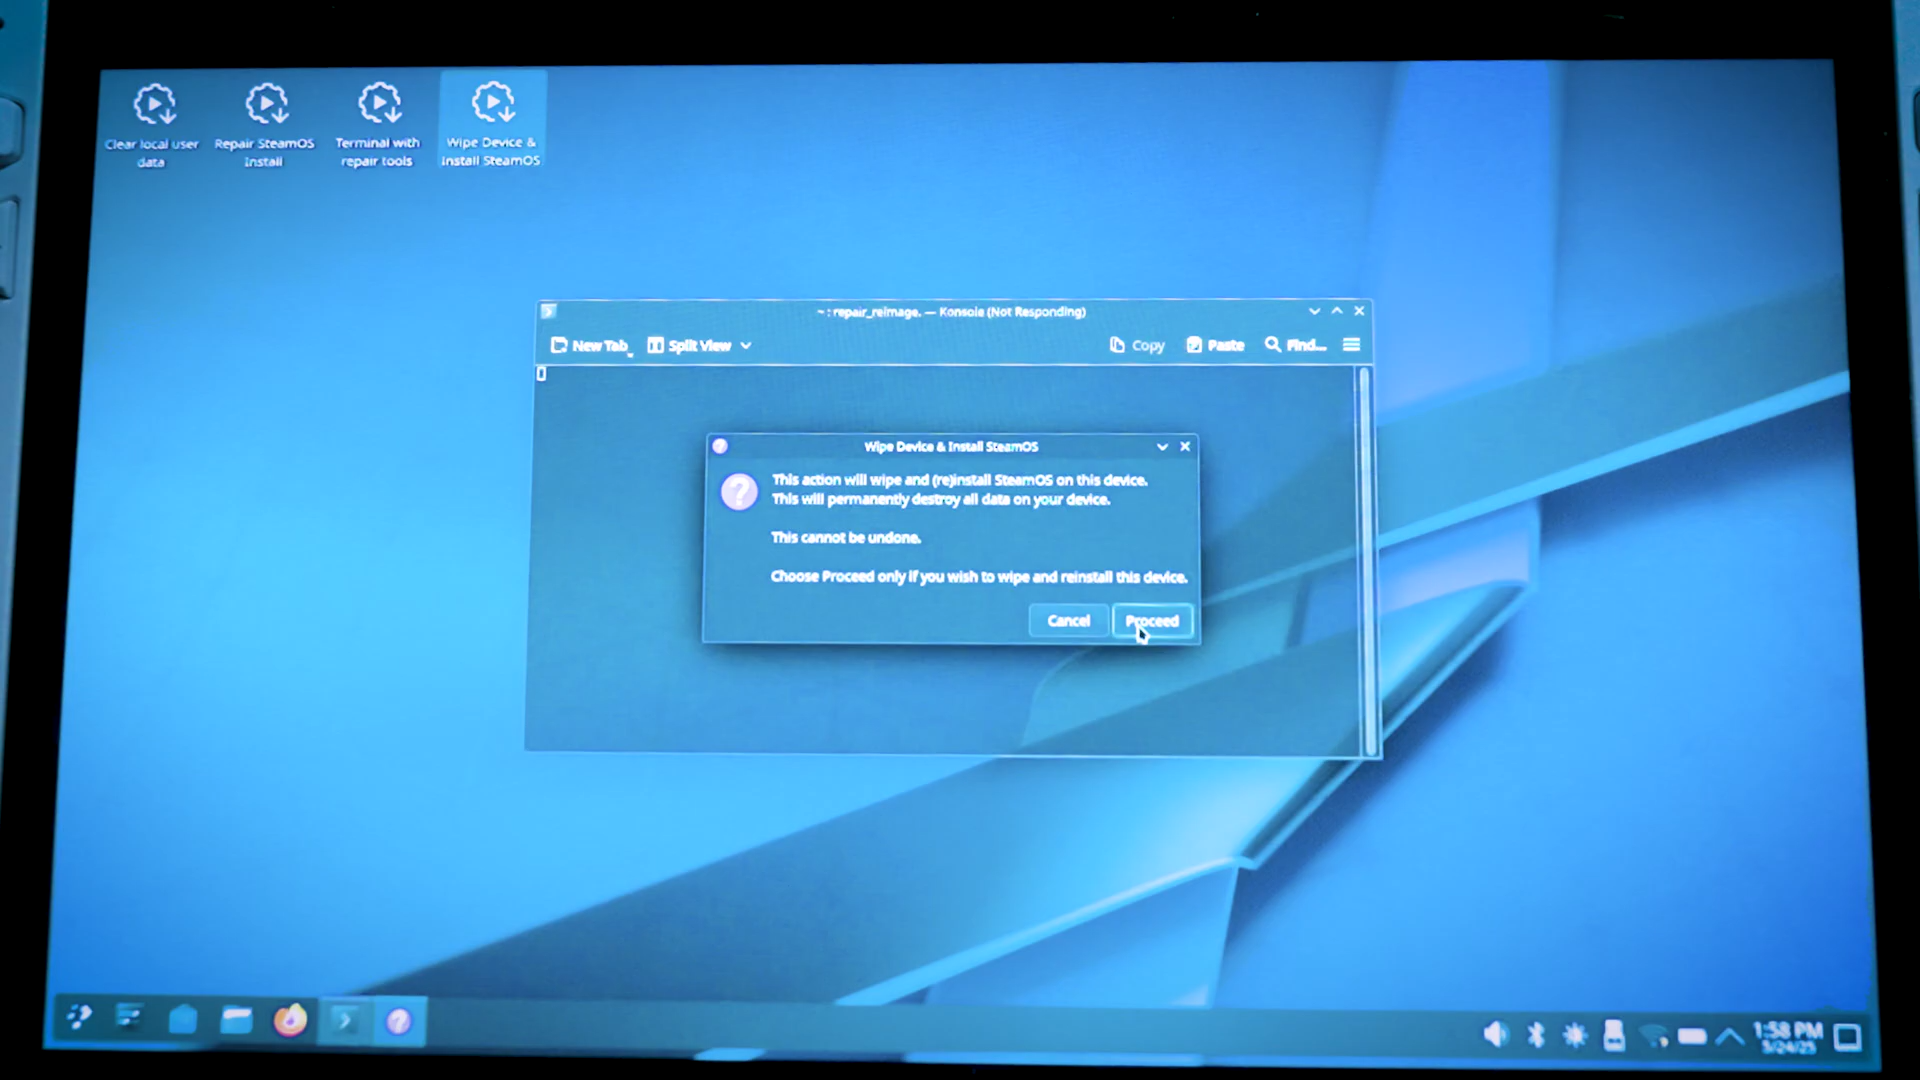 Clear local user
data
Repair SteamOS
Install
Terminal with
repair tools
Wipe Device &
Install SteamOS
~ : repair_reimage. — Konsole (Not Responding)
New Tab
Split View
Copy
Paste
Find...
Wipe Device & Install SteamOS
This action will wipe and (re)install SteamOS on this device.
This will permanently destroy all data on your device.
This cannot be undone.
Choose Proceed only if you wish to wipe and reinstall this device.
Cancel
Proceed
1:58 PM
5/24/25